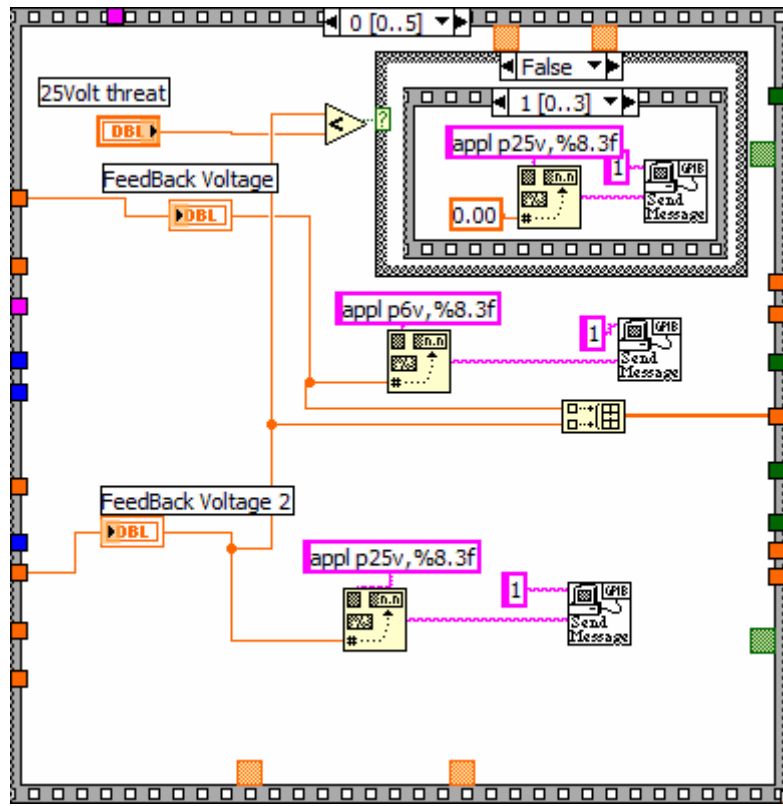 0 [0..5]
False
25Volt threat
1 [0..3]
DBL
<
?
appl p25v,%8.3f
FeedBack Voltage
1
GPIB
n.n
DBL
0.00
#
Send
Message
appl p6v,%8.3f
1
GPIB
n.n
Send
#
Message
FeedBack Voltage 2
DBL
appl p25v,%8.3f
1
GPIB
n.n
Send
#
Message